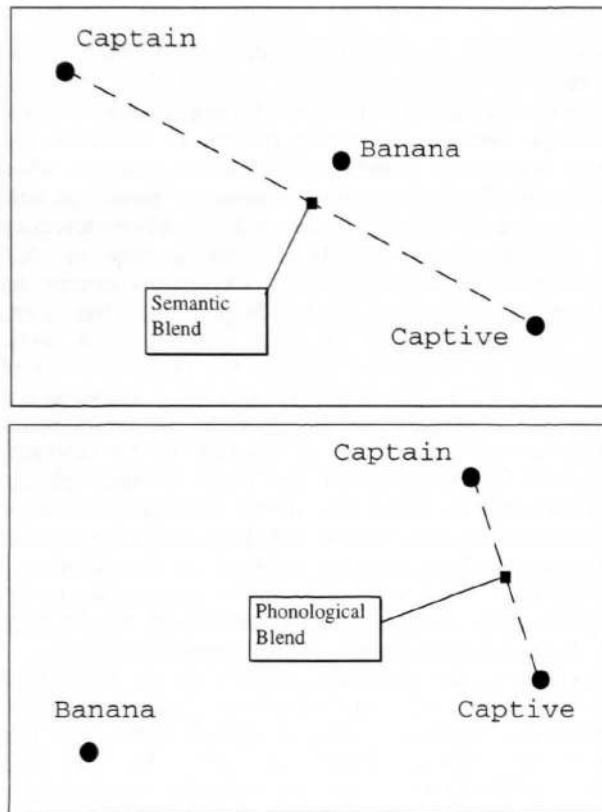 Captain
Banana
Semantic
Blend
Captive
Captain
Phonological
Blend
Banana
Captive